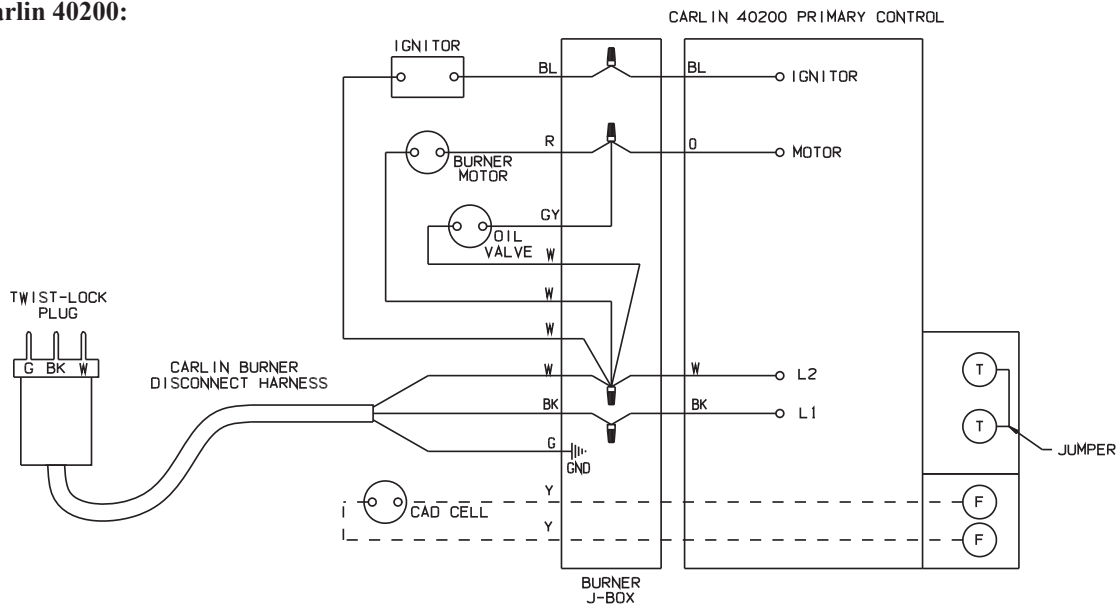 arlin 40200:
CARLIN 40200 PRIMARY CONTROL
IGNITOR
BL
BL
IGNITOR
R
O
MOTOR
BURNER
MOTOR
GY
OIL
VALVE
W
W
W
TWIST-LOCK
PLUG
G BK W
CARLIN BURNER
DISCONNECT HARNESS
W
W
L2
BK
BK
L1
G
GND
T
T
JUMPER
Y
CAD CELL
F
Y
F
BURNER
J-BOX